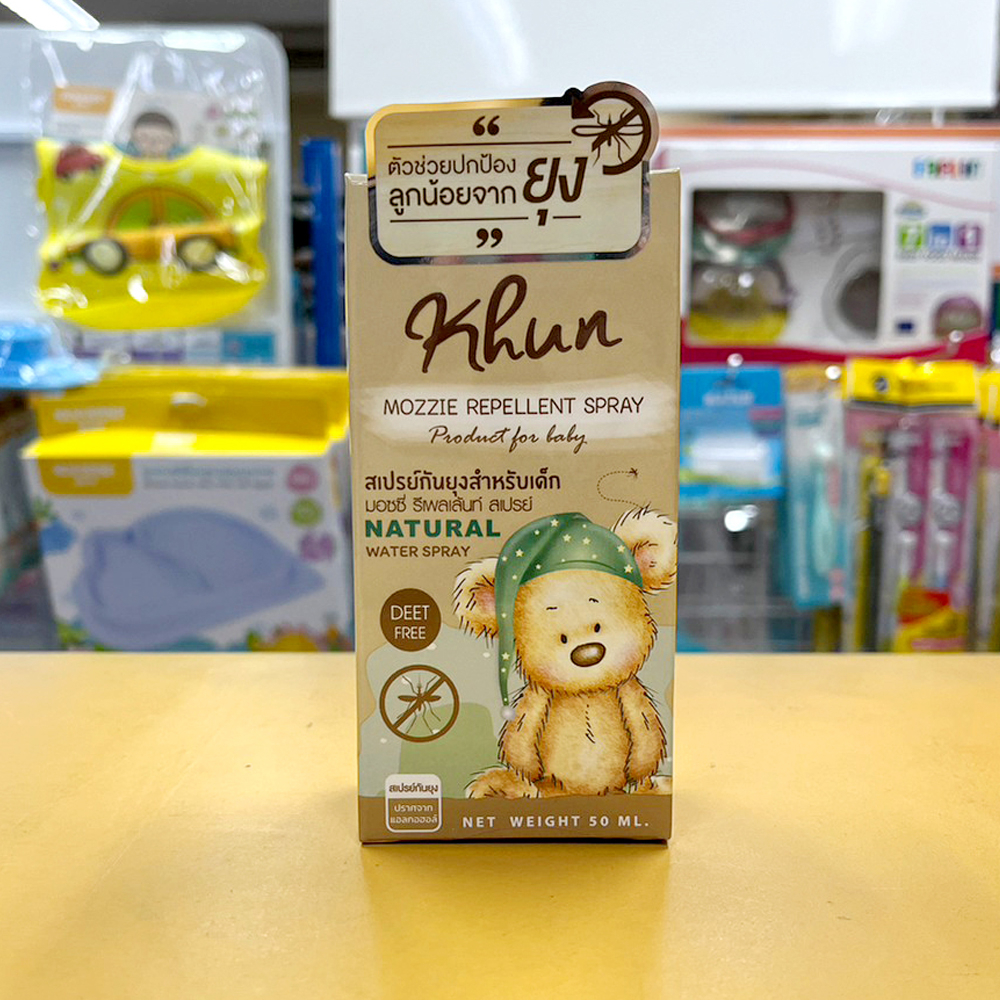 “
ตัวช่วยปกป้อง
ลูกน้อยจาก ยุง
”
Khun
MOZZIE REPELLENT SPRAY
Product for baby
สเปรย์กันยุงสำหรับเด็ก
มอซซี่ รีเพลเล้นท์ สเปรย์
NATURAL
WATER SPRAY
DEET
FREE
สเปรย์กันยุง
ปราศจาก
แอลกอฮอล์
NET WEIGHT 50 ML.